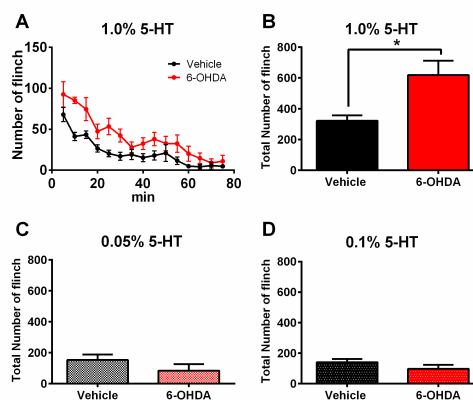 A
1.0% 5-HT
Number of flinch
150
100
50
0
0
20
40
60
80
min
Vehicle
6-OHDA
B
1.0% 5-HT
*
Total Number of flinch
800
600
400
200
0
Vehicle
6-OHDA
C
0.05% 5-HT
Total Number of flinch
800
600
400
200
0
Vehicle
6-OHDA
D
0.1% 5-HT
Total Number of flinch
800
600
400
200
0
Vehicle
6-OHDA